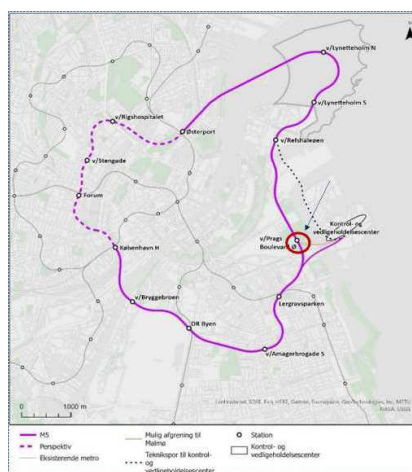 v/Lynetteholm N
v/Lynetteholm S
v/Rigshospitalet
Østerport
v/Refshaleøen
v/Stengade
Forum
Kontrol- og
vedligeholdelsescenter
v/Prags
Boulevard
København H
v/Bryggebroen
Lergravsparken
DR Byen
v/Amagerbrogade S
0 1000 m
M5
Perspektiv
Eksisterende metro
Mulig afgrening til
Malmø
Teknikspor til kontrol-
og
vedligeholdelsescenter
Station
Kontrol- og
vedligeholdelsescenter